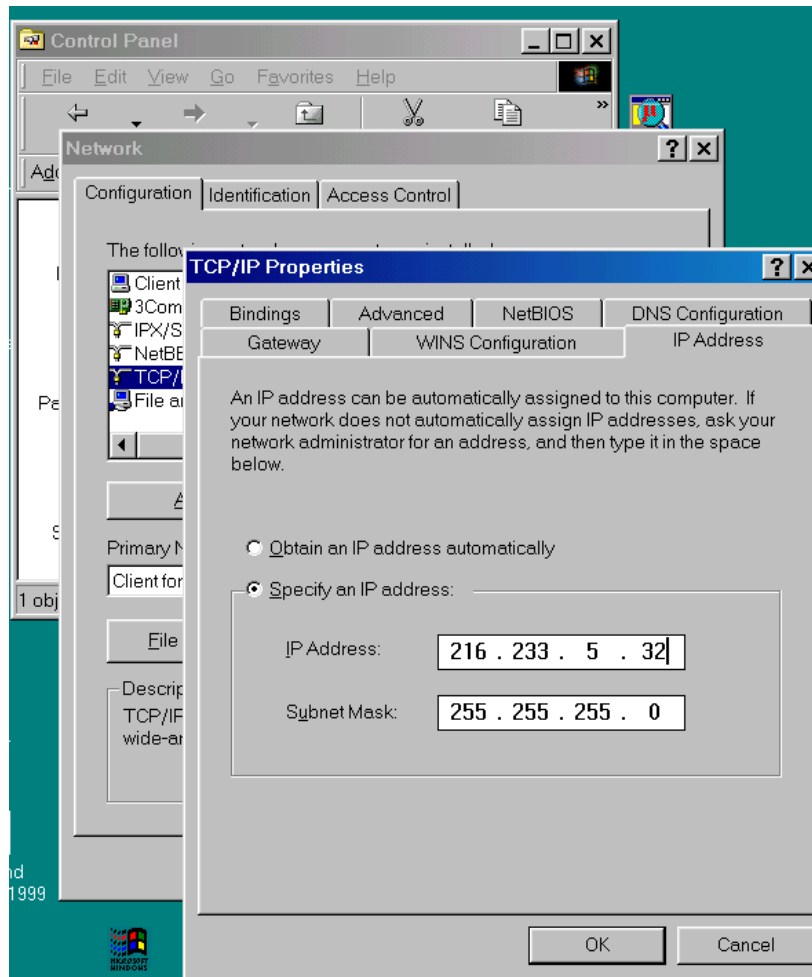 Control Panel
File Edit View Go Favorites Help
»
Network
Configuration Identification Access Control
The follow
Client
3Com
IPX/S
NetBE
TCP/I
File a
Primary N
Client for
File
Descrip
TCP/IP
wide-ar
1 obj
TCP/IP Properties
Bindings Advanced NetBIOS DNS Configuration
Gateway WINS Configuration IP Address
An IP address can be automatically assigned to this computer. If
your network does not automatically assign IP addresses, ask your
network administrator for an address, and then type it in the space
below.
Obtain an IP address automatically
Specify an IP address:
IP Address: 216 . 233 . 5 . 32
Subnet Mask: 255 . 255 . 255 . 0
OK Cancel
1999
MICROSOFT
WINDOWS